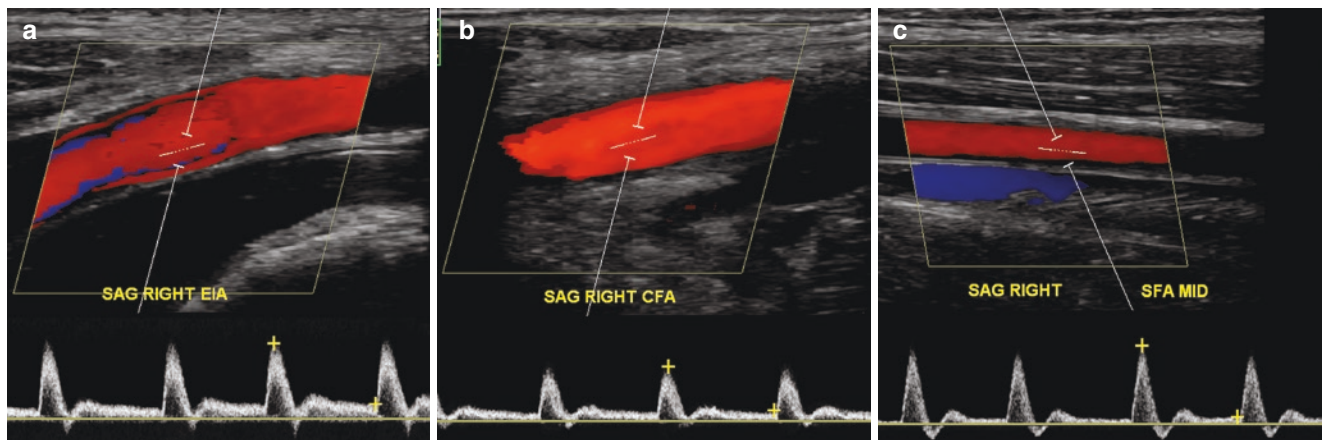 a
SAG RIGHT EIA
b
SAG RIGHT CFA
c
SAG RIGHT SFA MID